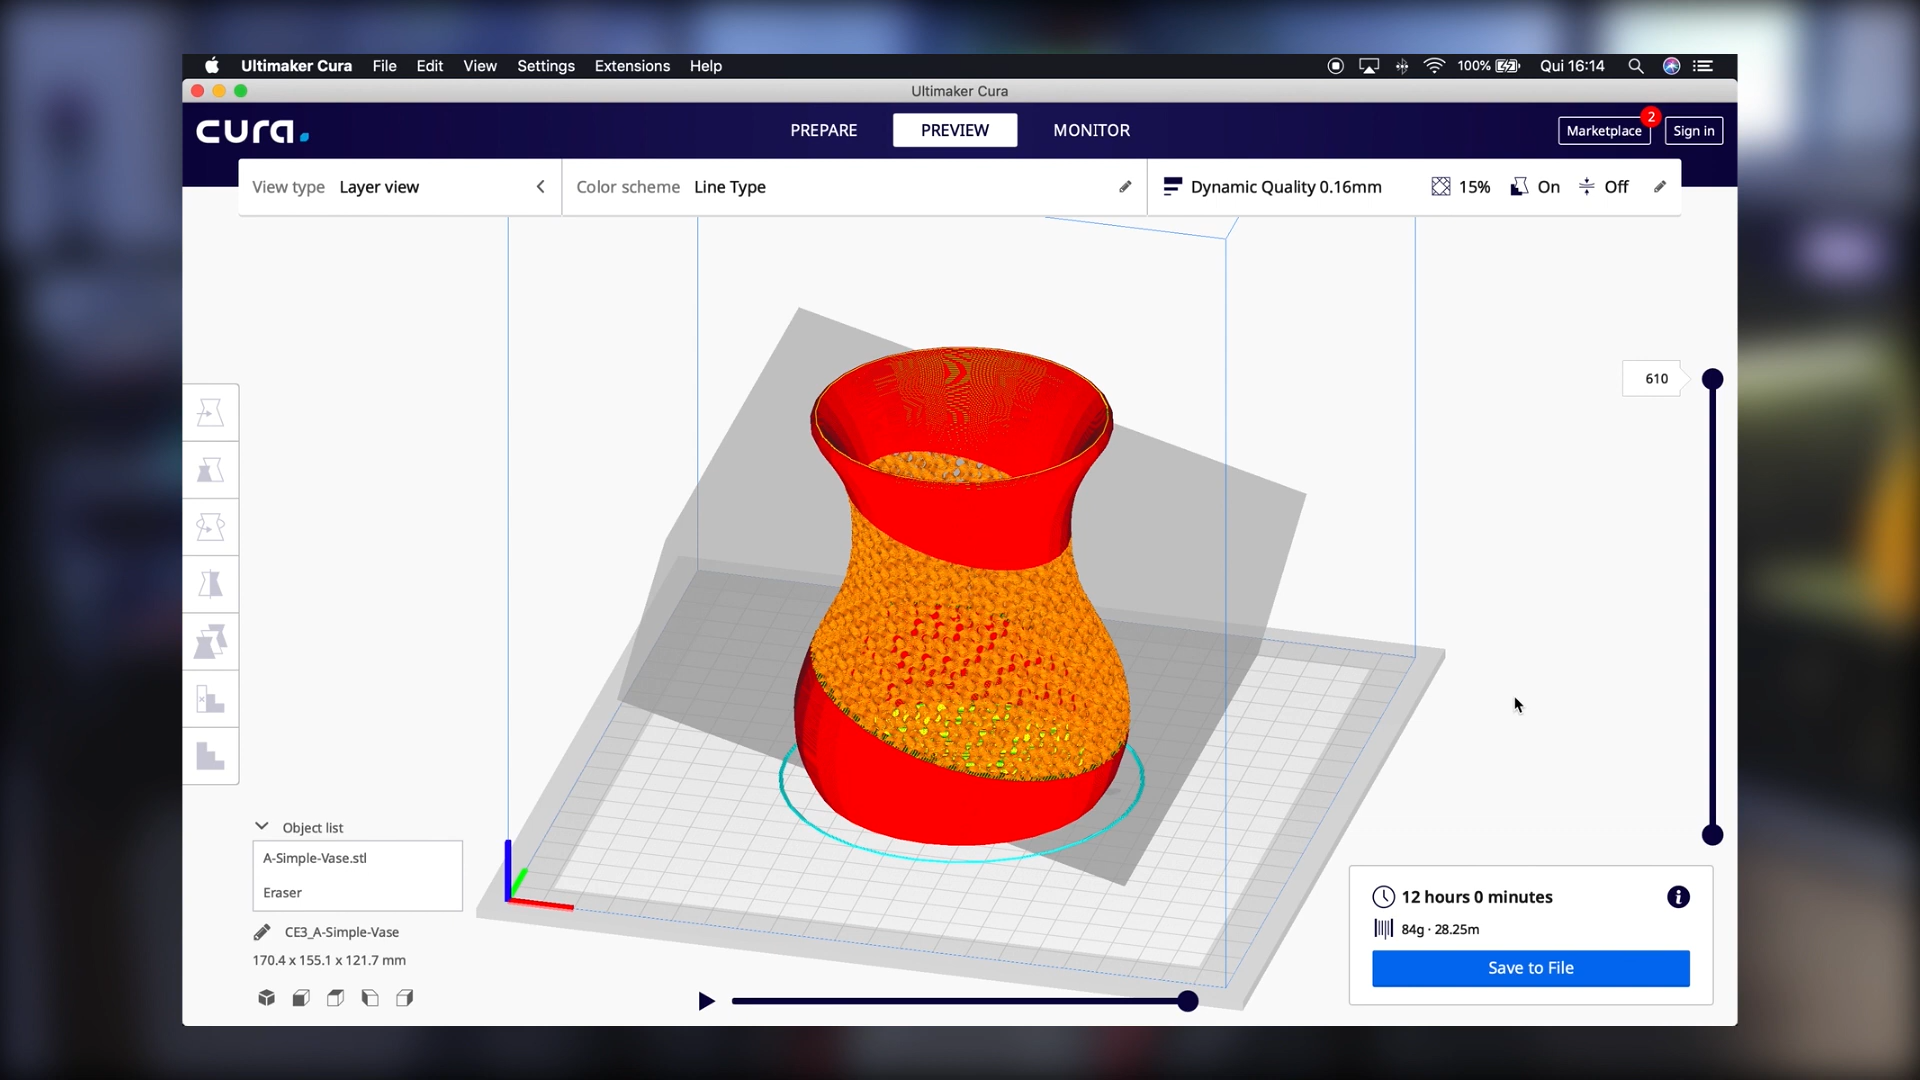 Ultimaker Cura File Edit View Settings Extensions Help 100% Qui 16:14
Ultimaker Cura
cura. PREPARE PREVIEW MONITOR Marketplace 2 Sign in
View type Layer view Color scheme Line Type Dynamic Quality 0.16mm 15% On Off
610
Object list
A-Simple-Vase.stl
Eraser
CE3_A-Simple-Vase
170.4 x 155.1 x 121.7 mm
12 hours 0 minutes
84g · 28.25m
Save to File